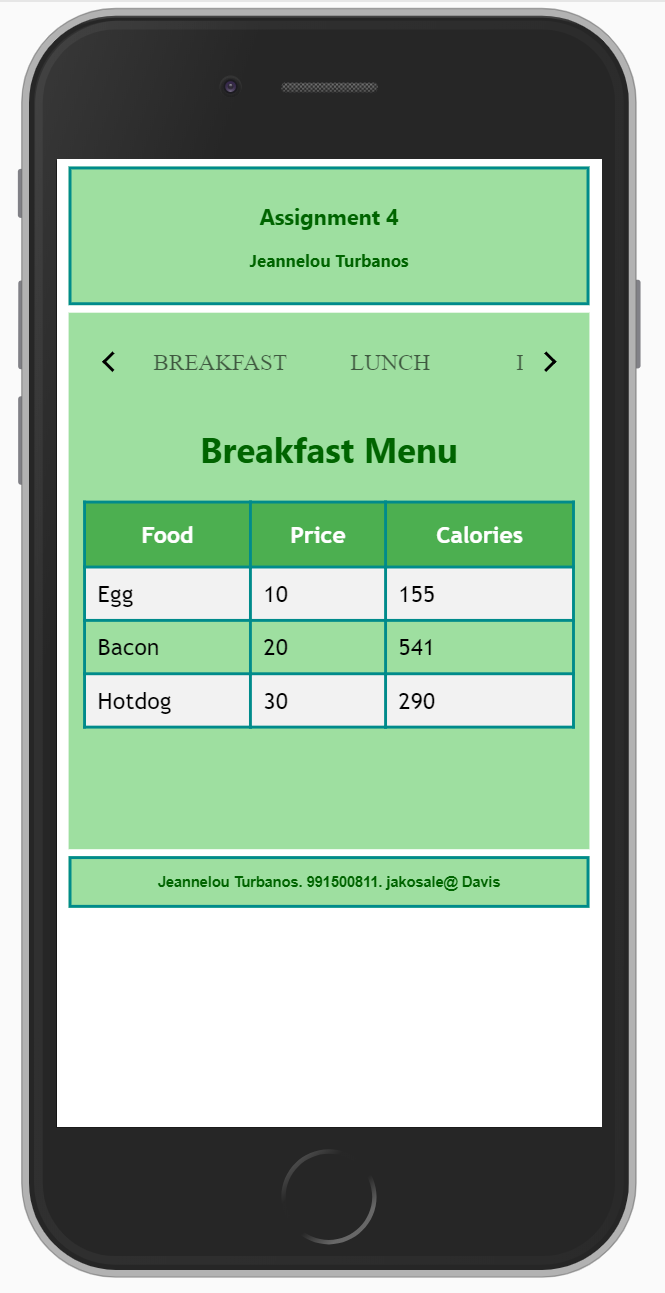 Assignment 4
Jeannelou Turbanos
BREAKFAST LUNCH
Breakfast Menu
Food Price Calories
Egg 10 155
Bacon 20 541
Hotdog 30 290
Jeannelou Turbanos. 991500811. jakosale@ Davis